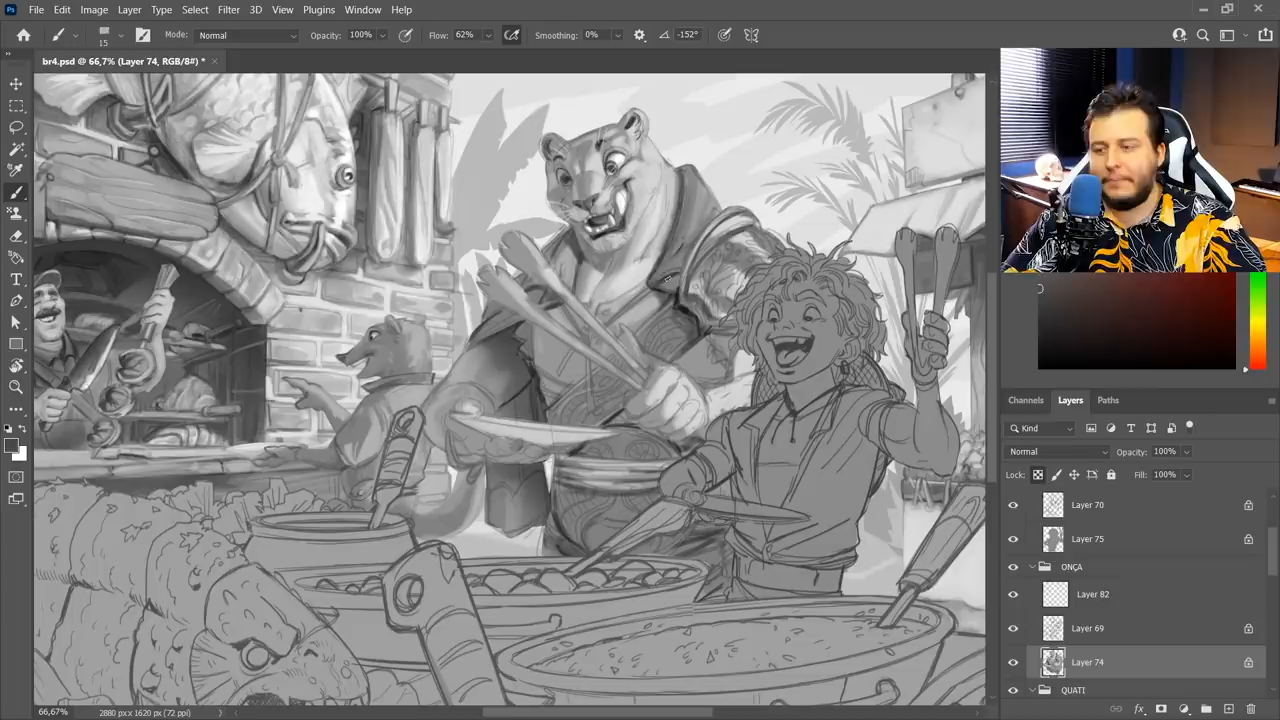 Ps File Edit Image Layer Type Select Filter 3D View Plugins Window Help
15 Mode: Normal Opacity: 100% Flow: 62% Smoothing: 0% -152°
br4.psd @ 66,7% (Layer 74, RGB/8#) *
Channels Layers Paths
Kind
Normal Opacity: 100%
Lock: Fill: 100%
Layer 70
Layer 75
ONÇA
Layer 82
Layer 69
Layer 74
QUATI
66,67% 2880 px x 1620 px (72 ppi)